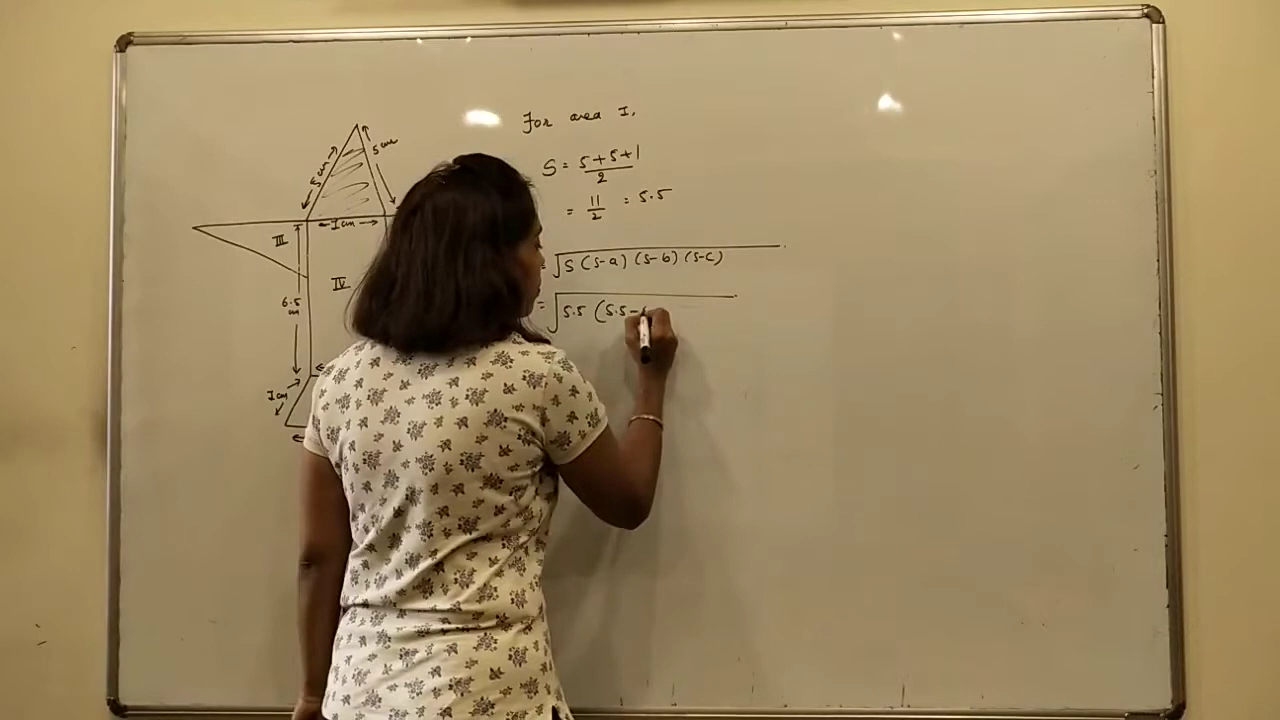 For area I,
S = 5+5+1
2
= 11/2 = 5.5
= √S (s-a) (s-b) (s-c)
= √5.5 (5.5-
5 cm
5 cm
1 cm
III
IV
6.5 cm
1 cm